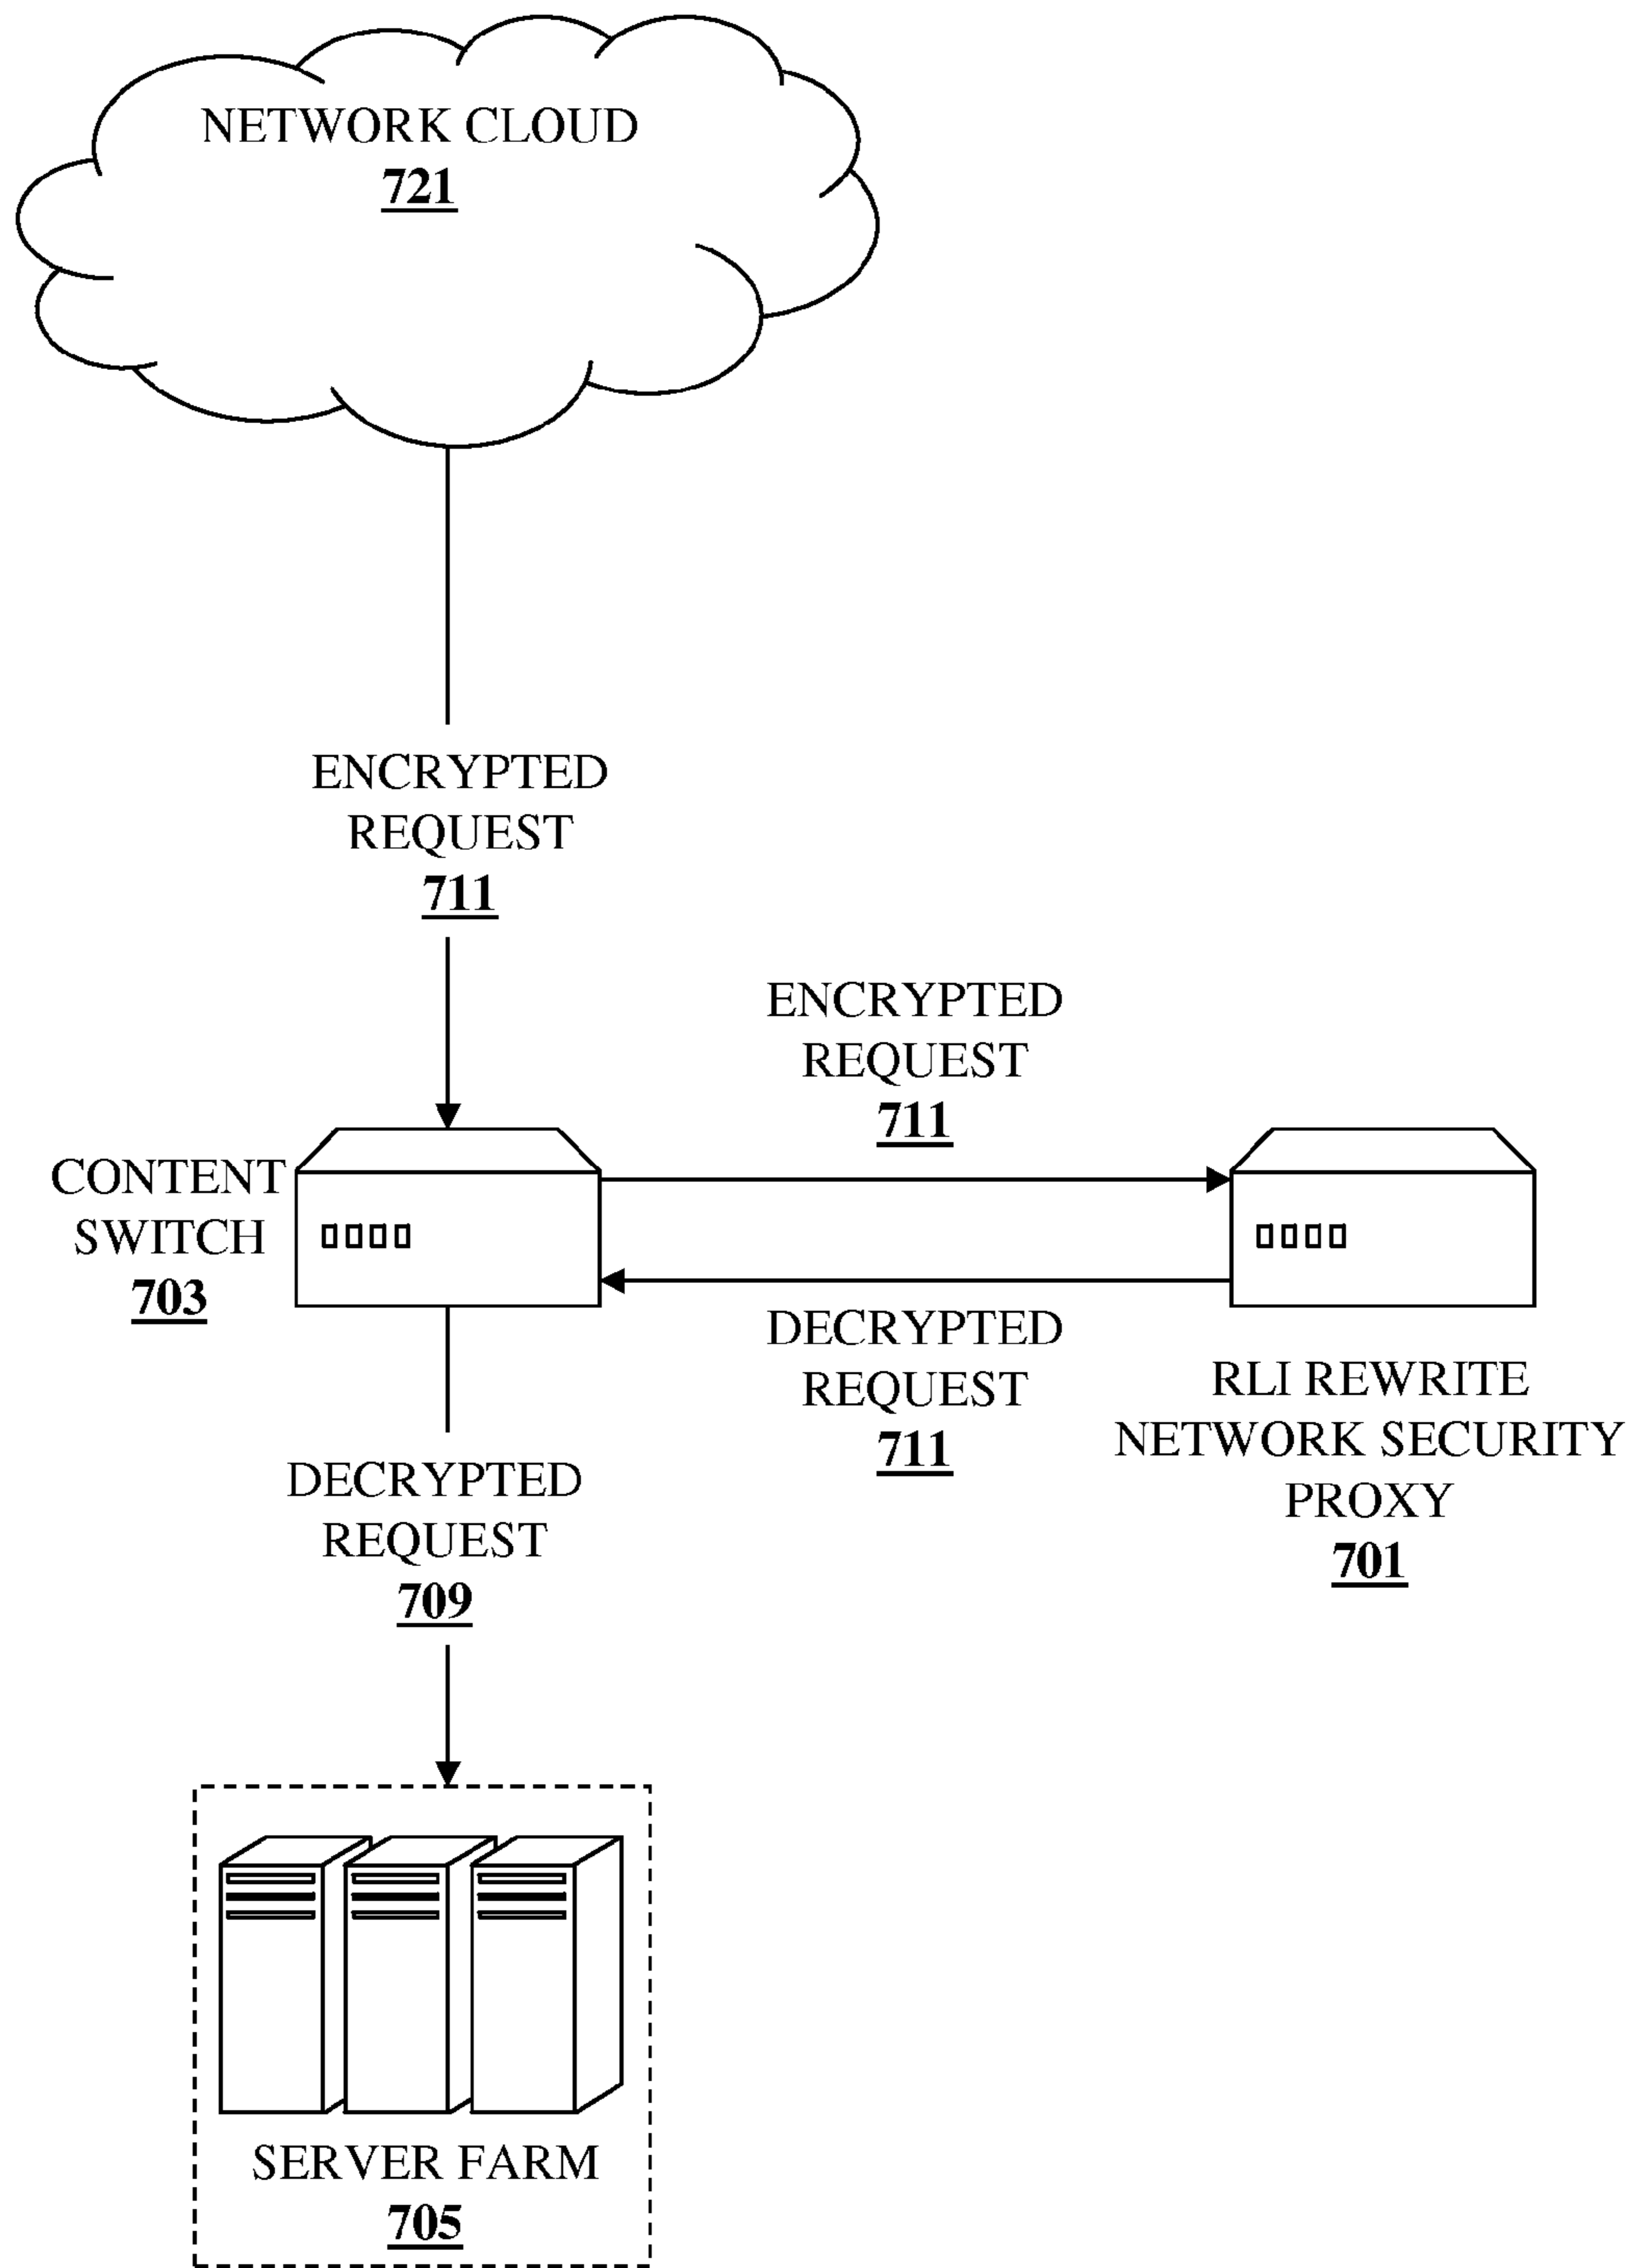 NETWORK CLOUD
721
ENCRYPTED
REQUEST
711
ENCRYPTED
REQUEST
711
CONTENT
SWITCH
703
DECRYPTED
REQUEST
711
RLI REWRITE
NETWORK SECURITY
PROXY
701
DECRYPTED
REQUEST
709
SERVER FARM
705